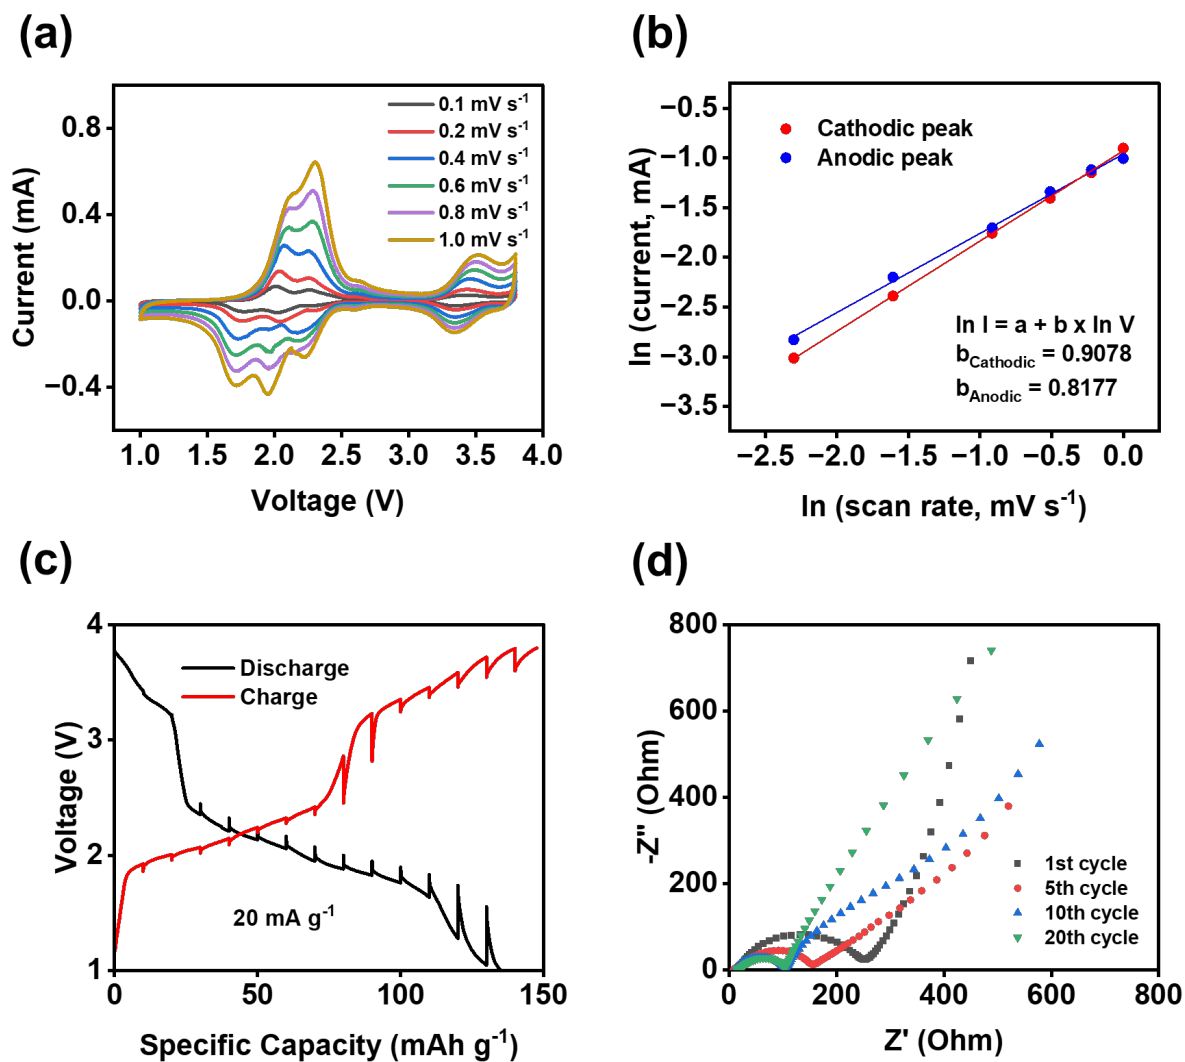 (a)
0.8
0.4
0.0
−0.4
Current (mA)
0.1 mV s⁻¹
0.2 mV s⁻¹
0.4 mV s⁻¹
0.6 mV s⁻¹
0.8 mV s⁻¹
1.0 mV s⁻¹
1.0 1.5 2.0 2.5 3.0 3.5 4.0
Voltage (V)
(b)
−0.5
−1.0
−1.5
−2.0
−2.5
−3.0
−3.5
ln (current, mA)
Cathodic peak
Anodic peak
ln I = a + b x ln V
b_Cathodic = 0.9078
b_Anodic = 0.8177
−2.5 −2.0 −1.5 −1.0 −0.5 0.0
ln (scan rate, mV s⁻¹)
(c)
4
3
2
1
Voltage (V)
Discharge
Charge
20 mA g⁻¹
0 50 100 150
Specific Capacity (mAh g⁻¹)
(d)
800
600
400
200
0
-Z" (Ohm)
1st cycle
5th cycle
10th cycle
20th cycle
0 200 400 600 800
Z' (Ohm)